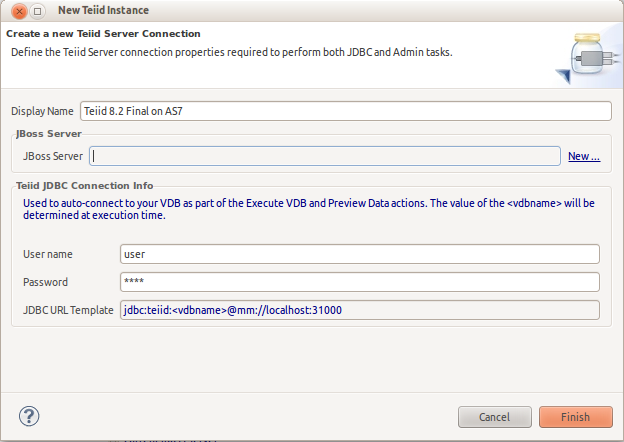 New Teiid Instance
Create a new Teiid Server Connection
Define the Teiid Server connection properties required to perform both JDBC and Admin tasks.
Display Name Teiid 8.2 Final on AS7
JBoss Server
JBoss Server New ...
Teiid JDBC Connection Info
Used to auto-connect to your VDB as part of the Execute VDB and Preview Data actions. The value of the <vdbname> will be
determined at execution time.
User name user
Password ****
JDBC URL Template jdbc:teiid:<vdbname>@mm://localhost:31000
? Cancel Finish